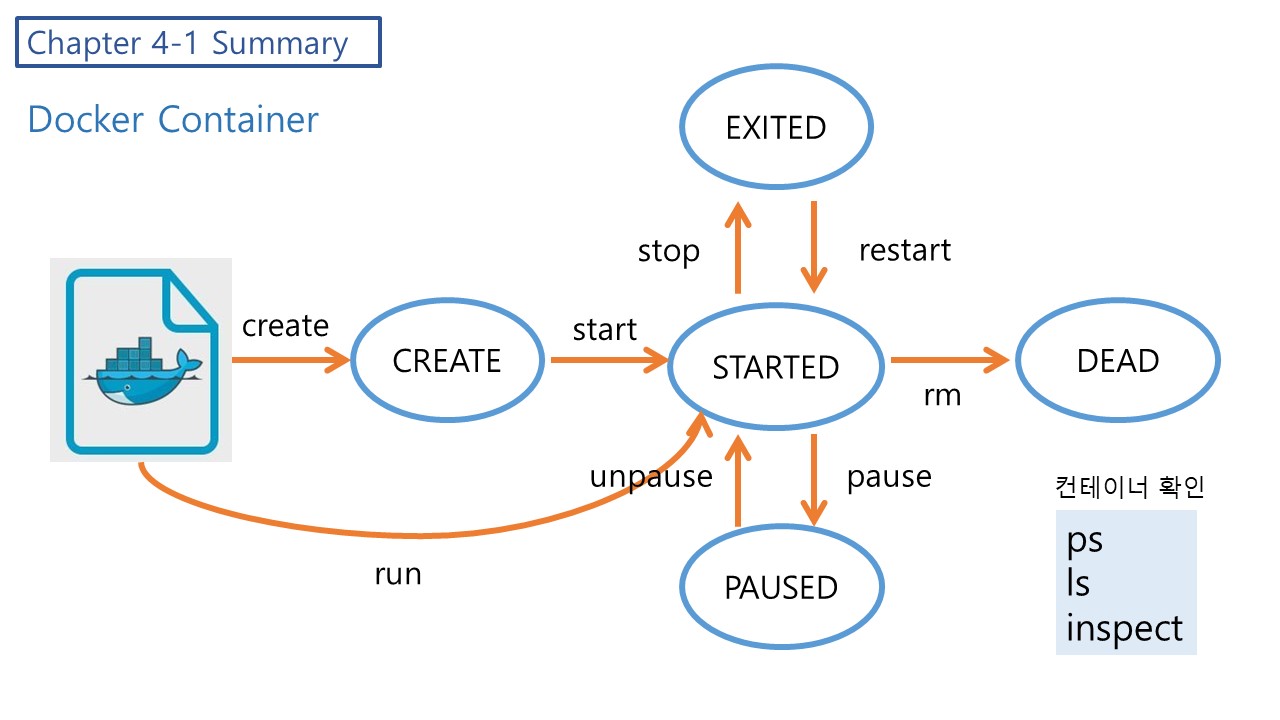 Chapter 4-1 Summary
Docker Container
EXITED
stop
restart
create
CREATE
start
STARTED
rm
DEAD
unpause
pause
run
PAUSED
컨테이너 확인
ps
ls
inspect